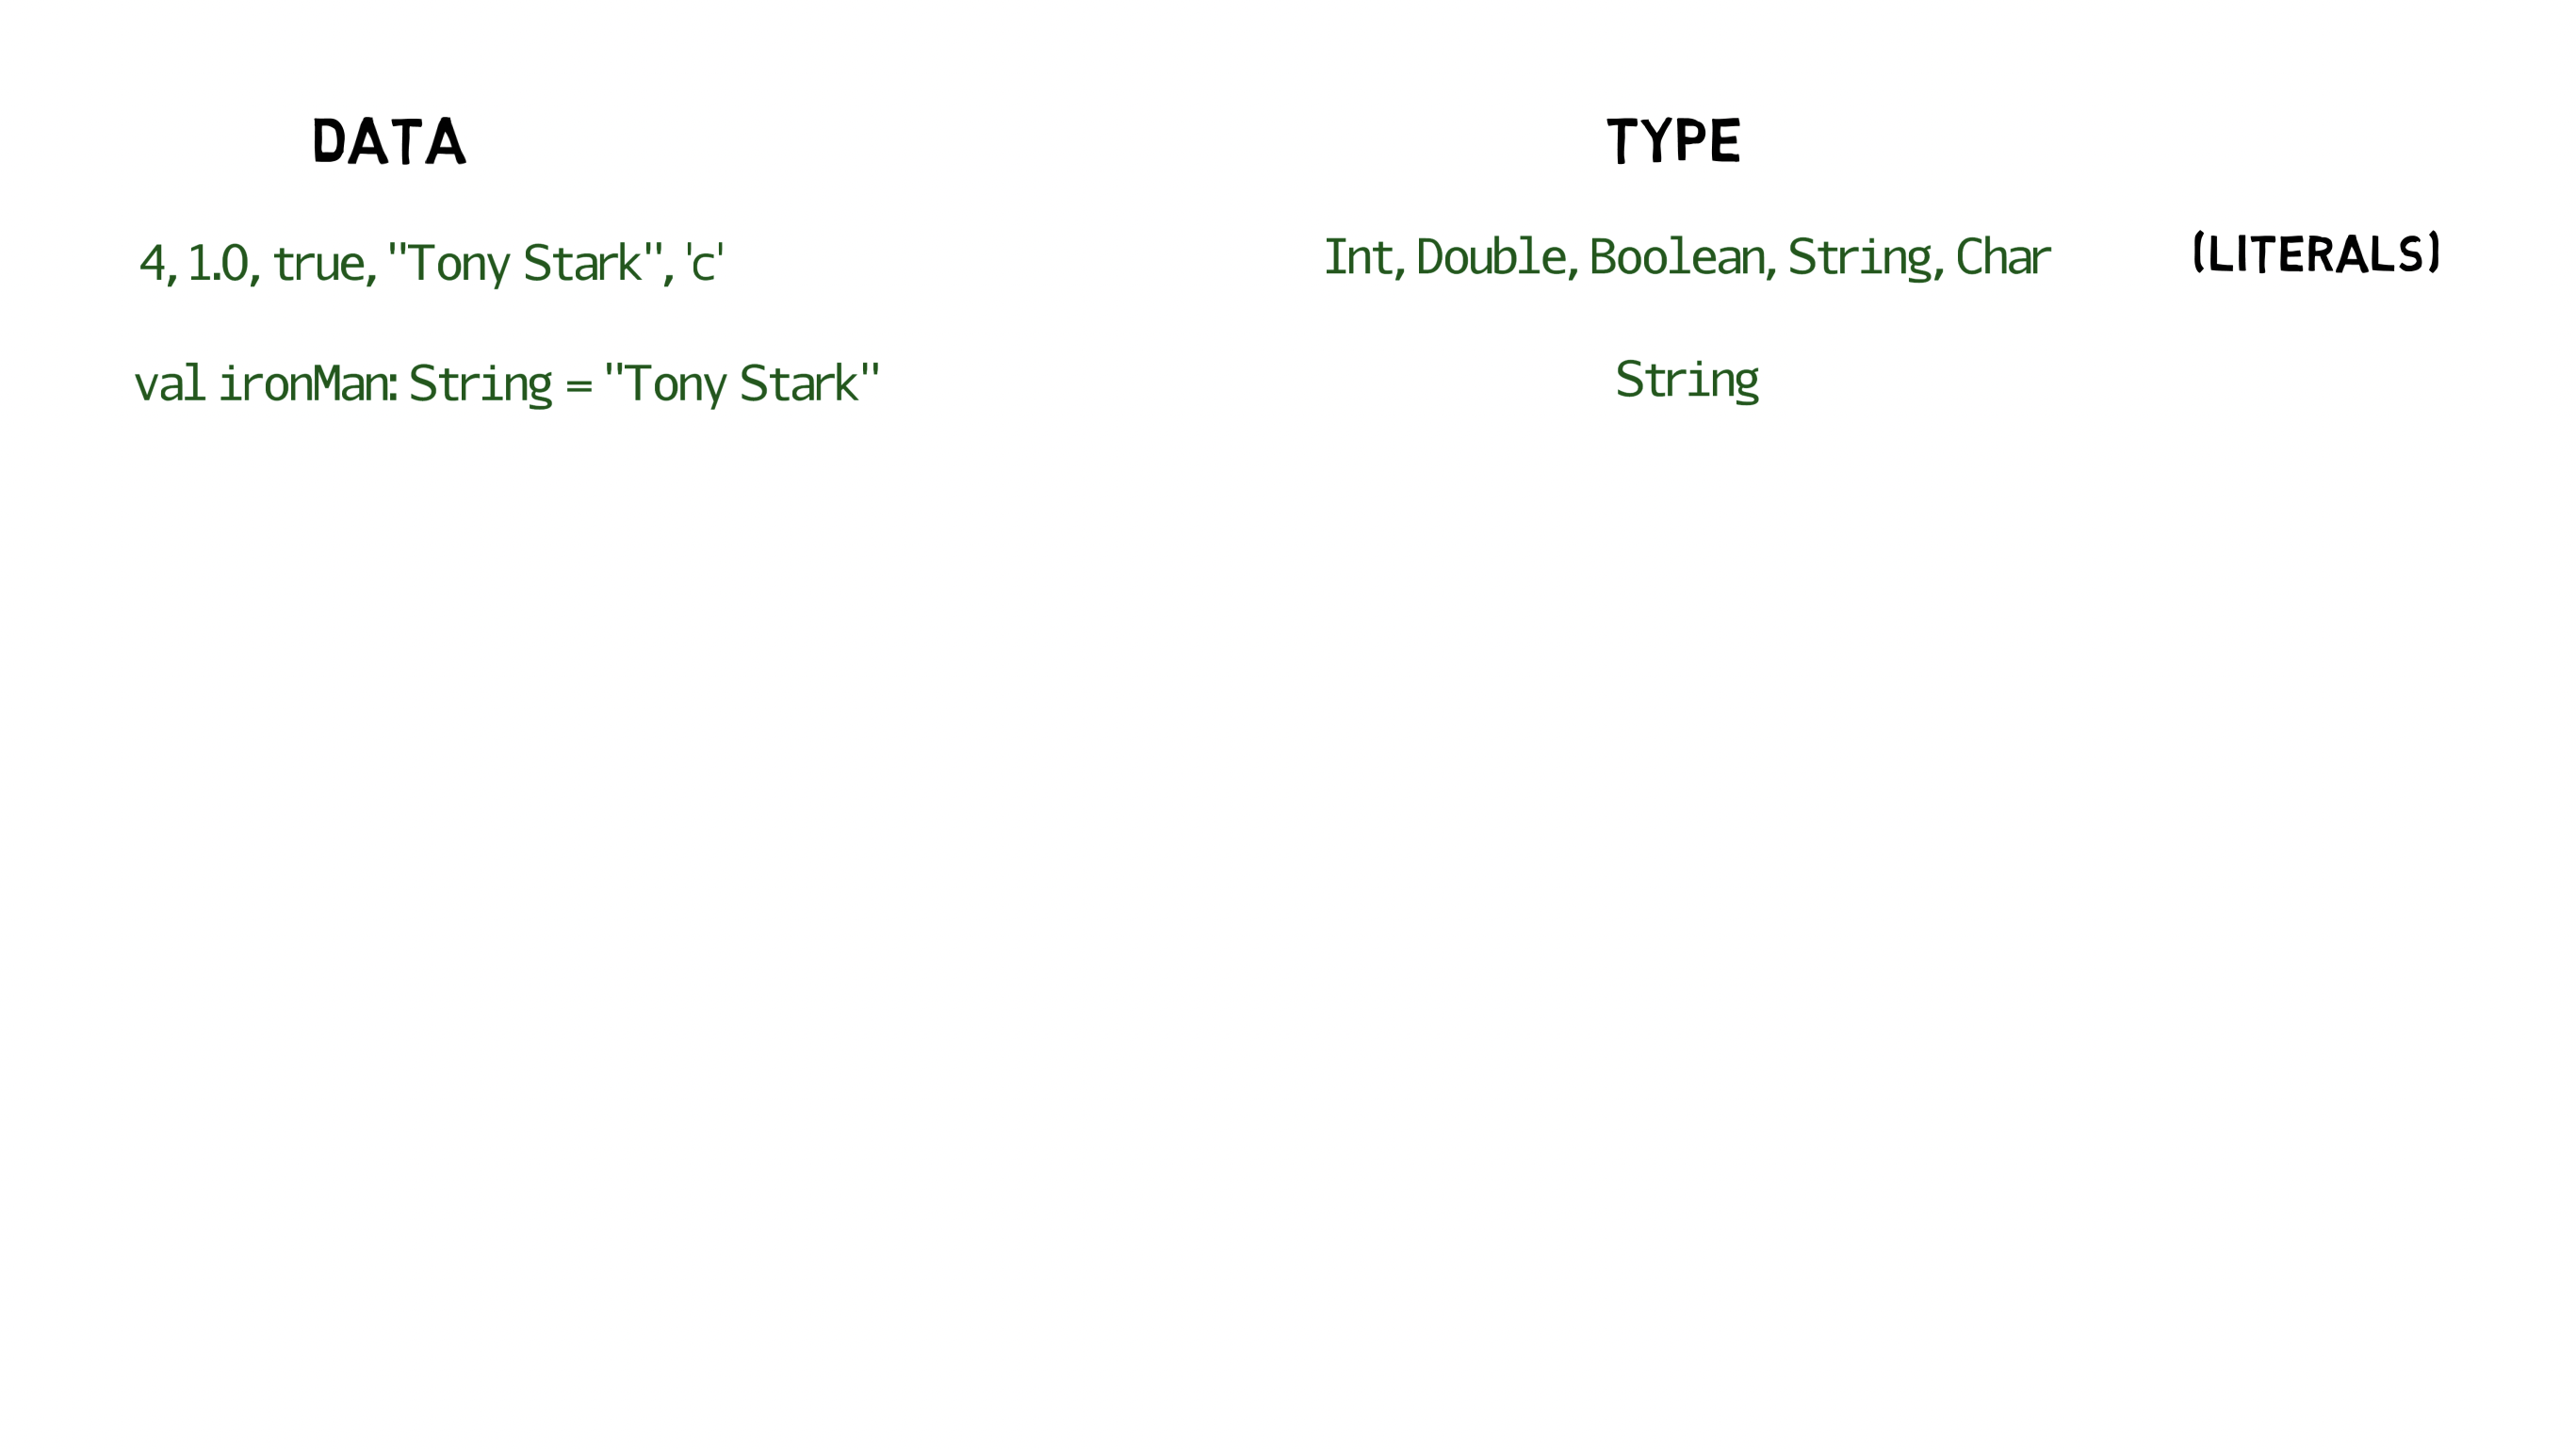 DATA TYPE
4, 1.0, true, "Tony Stark", 'c' Int, Double, Boolean, String, Char (LITERALS)
val ironMan: String = "Tony Stark" String